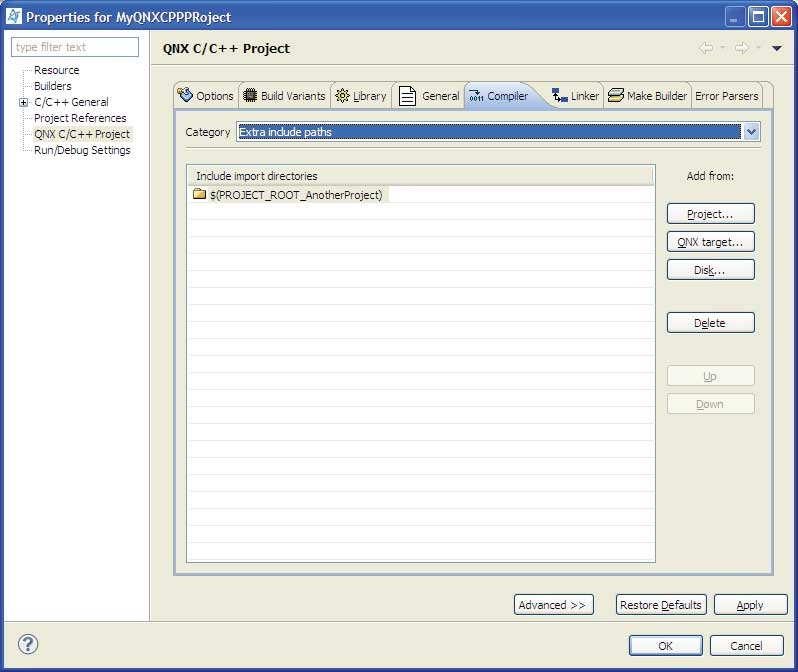 Properties for MyQNXCPPPRoject
type filter text
Resource
Builders
C/C++ General
Project References
QNX C/C++ Project
Run/Debug Settings
QNX C/C++ Project
Options Build Variants Library General Compiler Linker Make Builder Error Parsers
Category Extra include paths
Include import directories
$(PROJECT_ROOT_AnotherProject)
Add from:
Project...
QNX target...
Disk...
Delete
Up
Down
Advanced >> Restore Defaults Apply
? OK Cancel